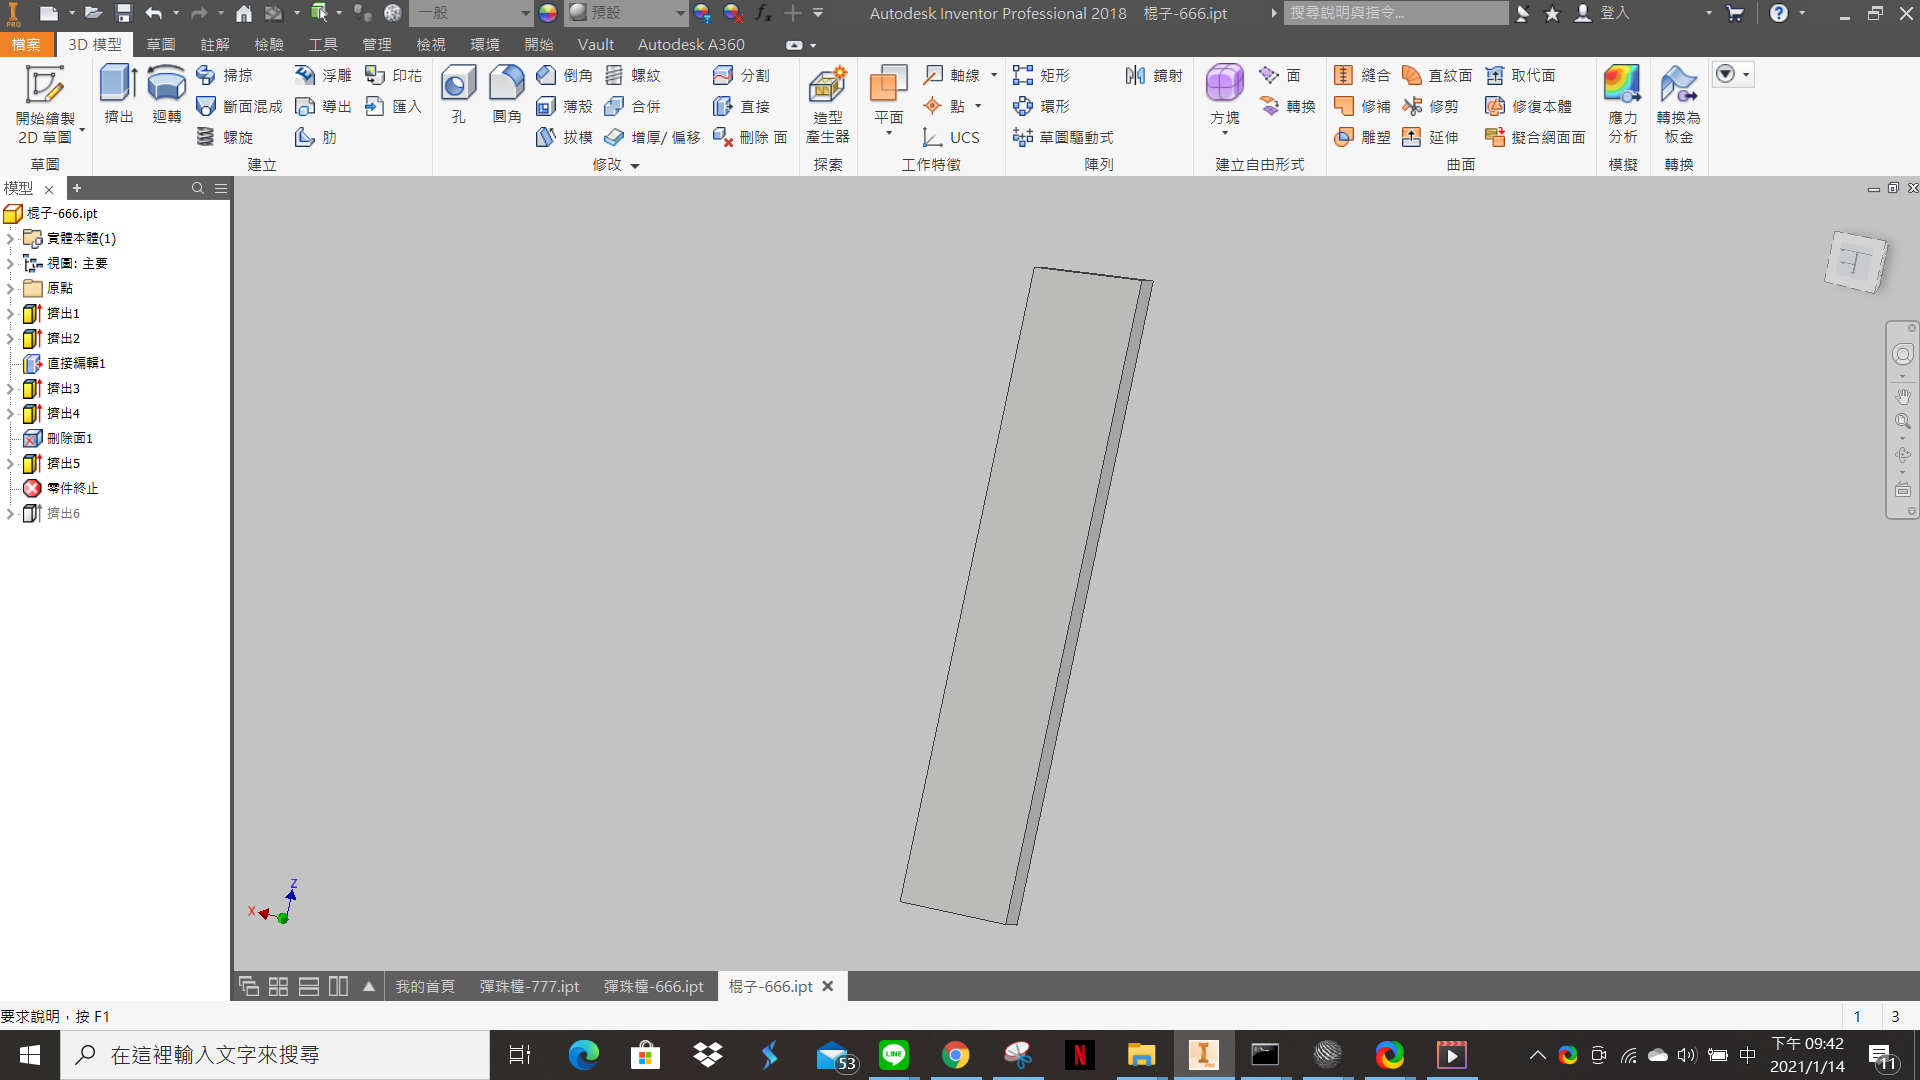 一般
預設
Autodesk Inventor Professional 2018 棍子-666.ipt
搜尋說明與指令...
登入
檔案 3D 模型 草圖 註解 檢驗 工具 管理 檢視 環境 開始 Vault Autodesk A360
開始繪製
2D 草圖
草圖
擠出 迴轉
掃掠 浮雕 印花
斷面混成 導出 匯入
螺旋 肋
建立
孔 圓角
倒角 螺紋 分割
薄殼 合併 直接
拔模 增厚/ 偏移 刪除 面
修改
造型
產生器
探索
平面
軸線
點
UCS
工作特徵
矩形 鏡射
環形
草圖驅動式
陣列
方塊
面
轉換
建立自由形式
縫合 直紋面 取代面
修補 修剪 修復本體
雕塑 延伸 擬合網面面
曲面
應力
分析
模擬
轉換為
板金
轉換
模型
棍子-666.ipt
實體本體(1)
視圖: 主要
原點
擠出1
擠出2
直接編輯1
擠出3
擠出4
刪除面1
擠出5
零件終止
擠出6
Z
X
我的首頁 彈珠檯-777.ipt 彈珠檯-666.ipt 棍子-666.ipt
要求說明，按 F1
1 3
在這裡輸入文字來搜尋
53
LINE
N
中
下午 09:42
2021/1/14
11